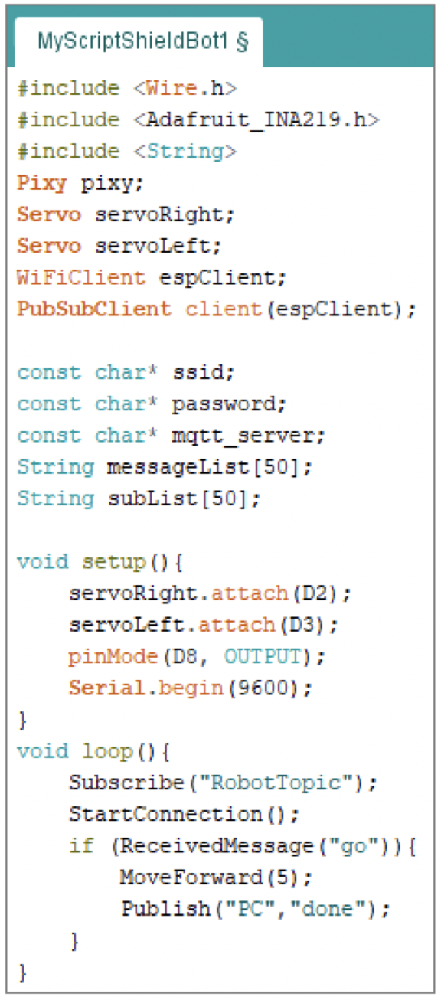 MyScriptShieldBot1 §
#include <Wire.h>
#include <Adafruit_INA219.h>
#include <String>
Pixy pixy;
Servo servoRight;
Servo servoLeft;
WiFiClient espClient;
PubSubClient client(espClient);
const char* ssid;
const char* password;
const char* mqtt_server;
String messageList[50];
String subList[50];
void setup(){
    servoRight.attach(D2);
    servoLeft.attach(D3);
    pinMode(D8, OUTPUT);
    Serial.begin(9600);
}
void loop(){
    Subscribe("RobotTopic");
    StartConnection();
    if (ReceivedMessage("go")){
        MoveForward(5);
        Publish("PC","done");
    }
}